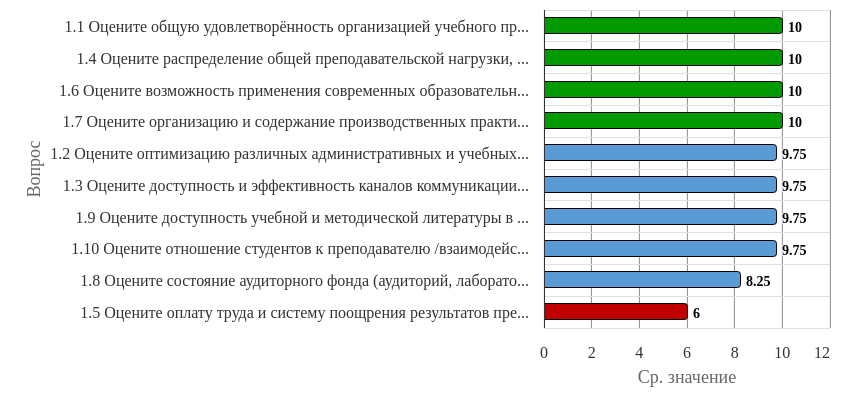 1.1 Оцените общую удовлетворённость организацией учебного пр... 10
1.4 Оцените распределение общей преподавательской нагрузки, ... 10
1.6 Оцените возможность применения современных образовательн... 10
1.7 Оцените организацию и содержание производственных практи... 10
1.2 Оцените оптимизацию различных административных и учебных... 9.75
1.3 Оцените доступность и эффективность каналов коммуникации... 9.75
1.9 Оцените доступность учебной и методической литературы в ... 9.75
1.10 Оцените отношение студентов к преподавателю /взаимодейс... 9.75
1.8 Оцените состояние аудиторного фонда (аудиторий, лаборато... 8.25
1.5 Оцените оплату труда и систему поощрения результатов пре... 6
Вопрос
0 2 4 6 8 10 12
Ср. значение